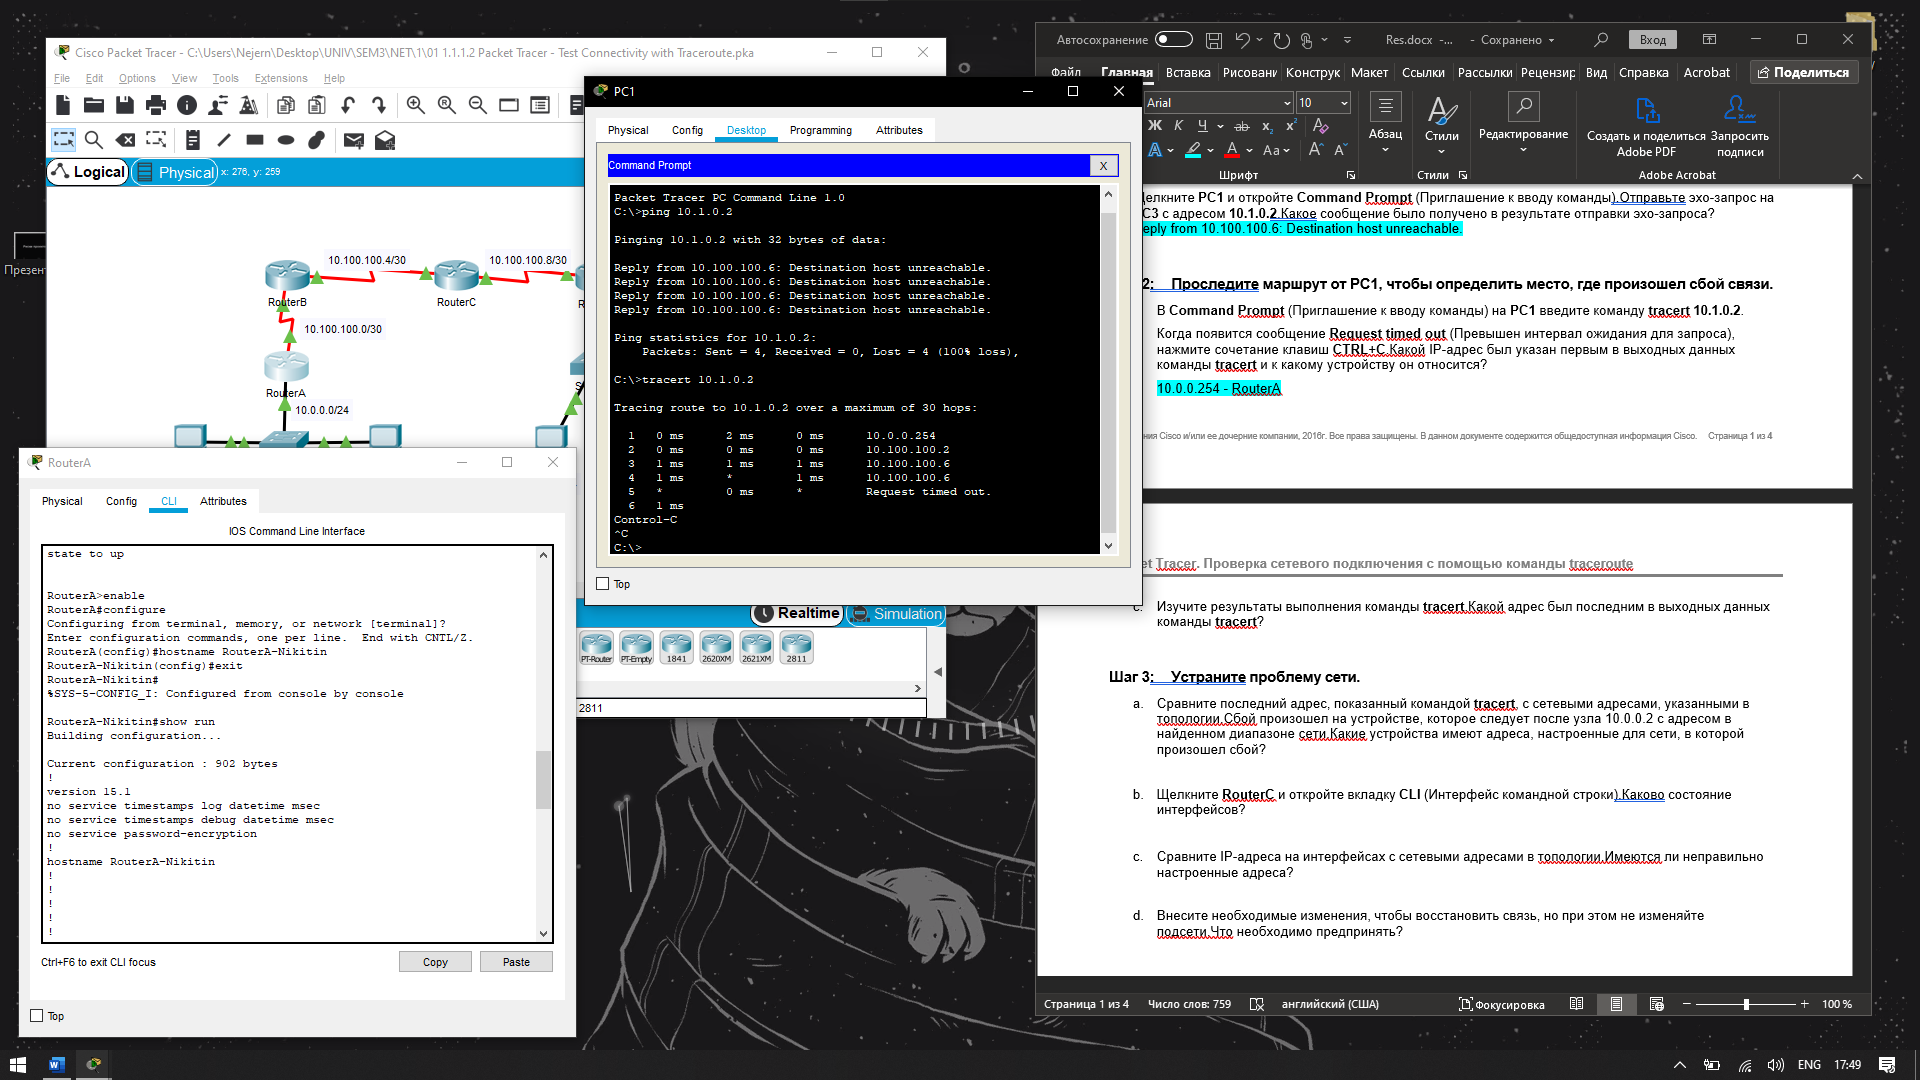 Cisco Packet Tracer - C:\Users\Nejern\Desktop\UNIV\SEM3\NET\1\01 1.1.1.2 Packet Tracer - Test Connectivity with Traceroute.pka
File Edit Options View Tools Extensions Help
Logical
Physical
x: 276, y: 259
10.100.100.4/30
10.100.100.8/30
RouterB
RouterC
10.100.100.0/30
RouterA
10.0.0.0/24
Презент
Realtime
Simulation
PT-Router
PT-Empty
1841
2620XM
2621XM
2811
2811
PC1
Physical Config Desktop Programming Attributes
Command Prompt
X
Packet Tracer PC Command Line 1.0
C:\>ping 10.1.0.2
Pinging 10.1.0.2 with 32 bytes of data:
Reply from 10.100.100.6: Destination host unreachable.
Reply from 10.100.100.6: Destination host unreachable.
Reply from 10.100.100.6: Destination host unreachable.
Reply from 10.100.100.6: Destination host unreachable.
Ping statistics for 10.1.0.2:
Packets: Sent = 4, Received = 0, Lost = 4 (100% loss),
C:\>tracert 10.1.0.2
Tracing route to 10.1.0.2 over a maximum of 30 hops:
1 0 ms 2 ms 0 ms 10.0.0.254
2 0 ms 0 ms 0 ms 10.100.100.2
3 1 ms 1 ms 1 ms 10.100.100.6
4 1 ms * 1 ms 10.100.100.6
5 * 0 ms * Request timed out.
6 1 ms
Control-C
^C
C:\>
Top
RouterA
Physical Config CLI Attributes
IOS Command Line Interface
state to up
RouterA>enable
RouterA#configure
Configuring from terminal, memory, or network [terminal]?
Enter configuration commands, one per line. End with CNTL/Z.
RouterA(config)#hostname RouterA-Nikitin
RouterA-Nikitin(config)#exit
RouterA-Nikitin#
%SYS-5-CONFIG_I: Configured from console by console
RouterA-Nikitin#show run
Building configuration...
Current configuration : 902 bytes
!
version 15.1
no service timestamps log datetime msec
no service timestamps debug datetime msec
no service password-encryption
!
hostname RouterA-Nikitin
!
!
!
!
!
Ctrl+F6 to exit CLI focus
Copy
Paste
Top
Автосохранение
Res.docx -...
- Сохранено
Вход
Файл Главная Вставка Рисовани Конструк Макет Ссылки Рассылки Рецензир Вид Справка Acrobat
Поделиться
Arial
10
Ж К Ч ab x₂ x²
A A Aa A A
Шрифт
Абзац
Стили
Стили
Редактирование
Создать и поделиться Adobe PDF
Запросить подписи
Adobe Acrobat
елкните PC1 и откройте Command Prompt (Приглашение к вводу команды).Отправьте эхо-запрос на
C3 с адресом 10.1.0.2.Какое сообщение было получено в результате отправки эхо-запроса?
eply from 10.100.100.6: Destination host unreachable.
2: Проследите маршрут от PC1, чтобы определить место, где произошел сбой связи.
В Command Prompt (Приглашение к вводу команды) на PC1 введите команду tracert 10.1.0.2.
Когда появится сообщение Request timed out (Превышен интервал ожидания для запроса),
нажмите сочетание клавиш CTRL+C.Какой IP-адрес был указан первым в выходных данных
команды tracert и к какому устройству он относится?
10.0.0.254 - RouterA
ния Cisco и/или ее дочерние компании, 2016г. Все права защищены. В данном документе содержится общедоступная информация Cisco. Страница 1 из 4
et Tracer. Проверка сетевого подключения с помощью команды traceroute
c. Изучите результаты выполнения команды tracert.Какой адрес был последним в выходных данных
команды tracert?
Шаг 3: Устраните проблему сети.
a. Сравните последний адрес, показанный командой tracert, с сетевыми адресами, указанными в
топологии.Сбой произошел на устройстве, которое следует после узла 10.0.0.2 с адресом в
найденном диапазоне сети.Какие устройства имеют адреса, настроенные для сети, в которой
произошел сбой?
b. Щелкните RouterC и откройте вкладку CLI (Интерфейс командной строки).Каково состояние
интерфейсов?
c. Сравните IP-адреса на интерфейсах с сетевыми адресами в топологии.Имеются ли неправильно
настроенные адреса?
d. Внесите необходимые изменения, чтобы восстановить связь, но при этом не изменяйте
подсети.Что необходимо предпринять?
Страница 1 из 4
Число слов: 759
английский (США)
Фокусировка
100 %
ENG
17:49